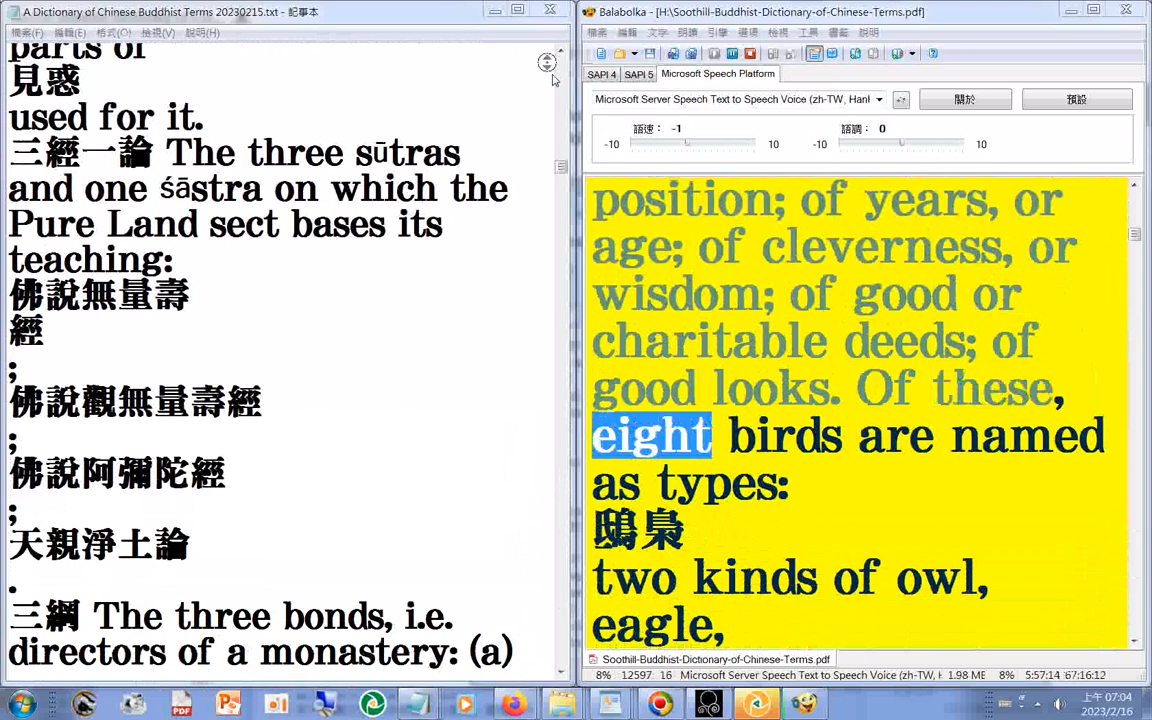 A Dictionary of Chinese Buddhist Terms 20230215.txt - 記事本
檔案(F) 編輯(E) 格式(O) 檢視(V) 說明(H)
parts of
見惑
used for it.
三經一論 The three sūtras
and one śāstra on which the
Pure Land sect bases its
teaching:
佛說無量壽
經
;
佛說觀無量壽經
;
佛說阿彌陀經
;
天親淨土論
.
三綱 The three bonds, i.e.
directors of a monastery: (a)
Balabolka - [H:\Soothill-Buddhist-Dictionary-of-Chinese-Terms.pdf]
檔案 編輯 文字 朗讀 引擎 選項 檢視 工具 書籤 說明
SAPI 4 SAPI 5 Microsoft Speech Platform
Microsoft Server Speech Text to Speech Voice (zh-TW, Hanl
關於
預設
語速： -1 語調： 0
-10 10 -10 10
position; of years, or
age; of cleverness, or
wisdom; of good or
charitable deeds; of
good looks. Of these,
eight birds are named
as types:
鴟梟
two kinds of owl,
eagle,
Soothill-Buddhist-Dictionary-of-Chinese-Terms.pdf
8% 12597: 16 Microsoft Server Speech Text to Speech Voice (zh-TW, Ha 1.98 MB 8% 5:57:14 67:16:12
PDF
上午 07:04
2023/2/16